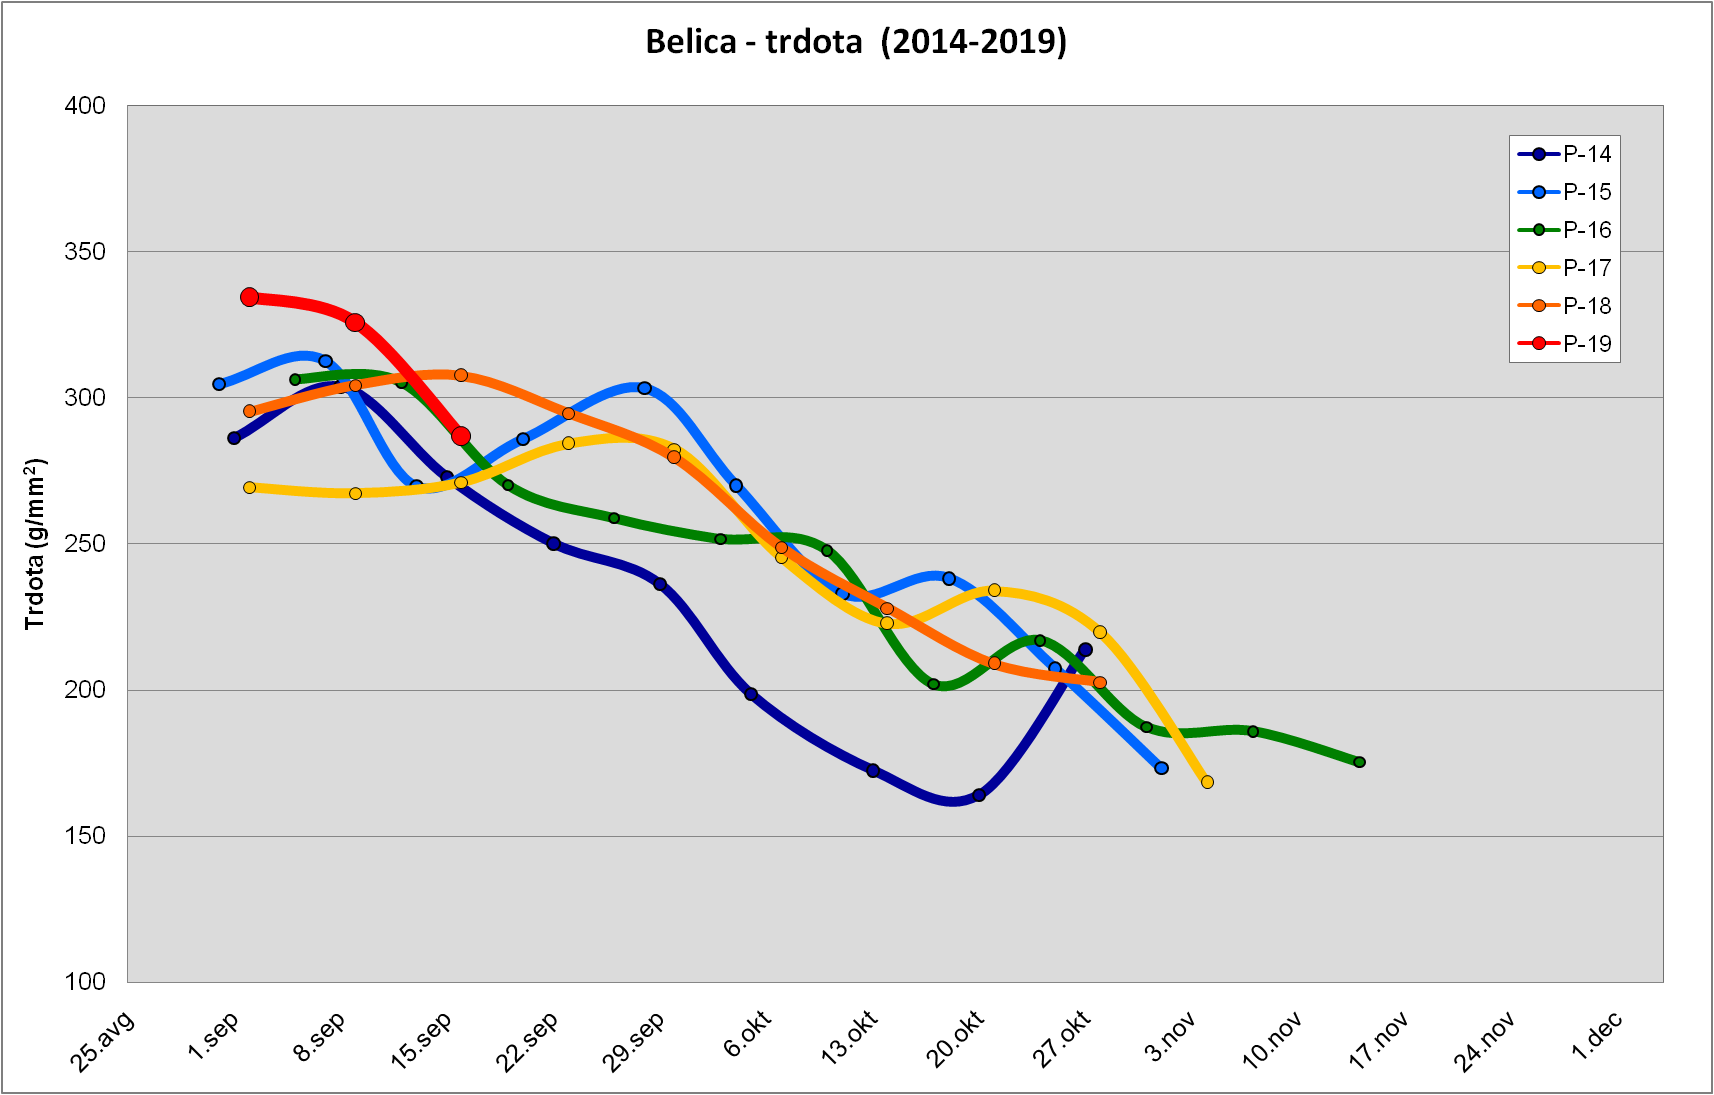 Belica - trdota  (2014-2019)
Trdota (g/mm²)
400
350
300
250
200
150
100
25.avg
1.sep
8.sep
15.sep
22.sep
29.sep
6.okt
13.okt
20.okt
27.okt
3.nov
10.nov
17.nov
24.nov
1.dec
P-14
P-15
P-16
P-17
P-18
P-19